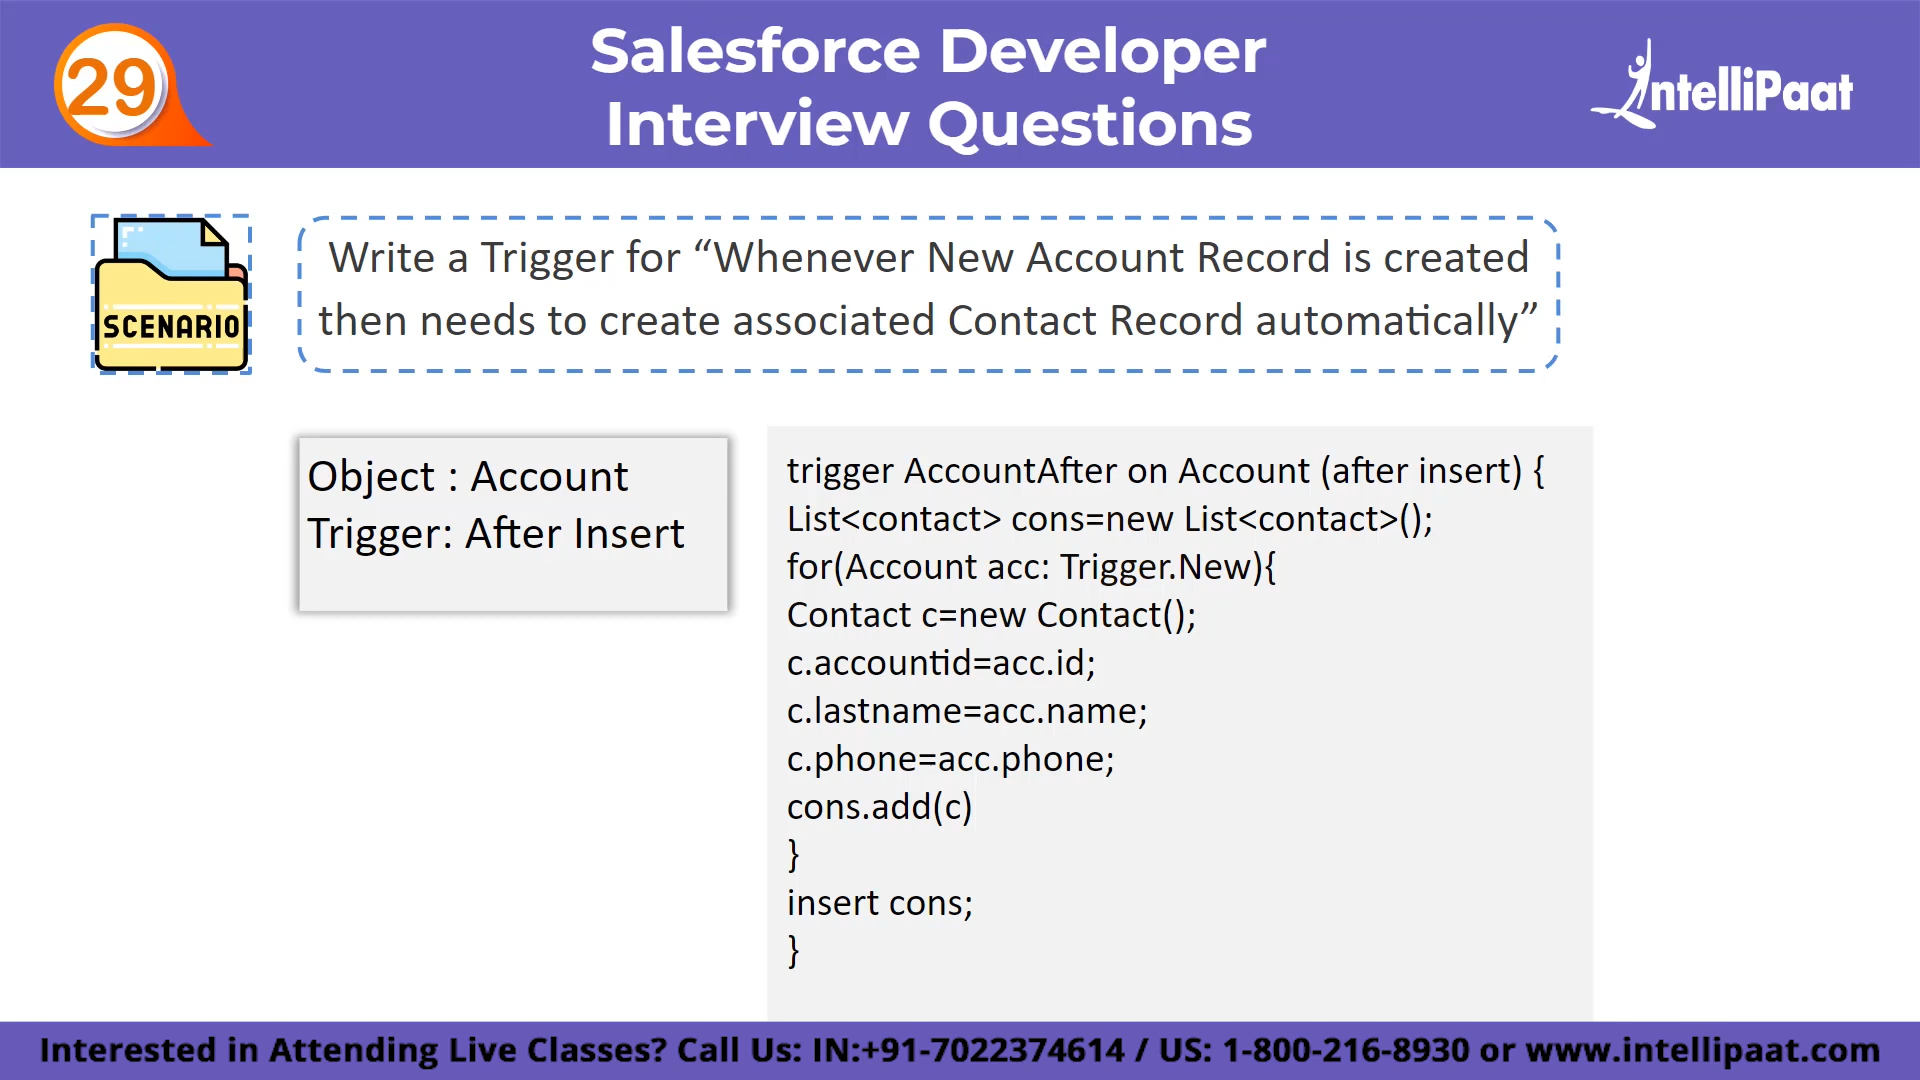 29
Salesforce Developer
Interview Questions
IntelliPaat
SCENARIO
Write a Trigger for “Whenever New Account Record is created
then needs to create associated Contact Record automatically”
Object : Account
Trigger: After Insert
trigger AccountAfter on Account (after insert) {
List<contact> cons=new List<contact>();
for(Account acc: Trigger.New){
Contact c=new Contact();
c.accountid=acc.id;
c.lastname=acc.name;
c.phone=acc.phone;
cons.add(c)
}
insert cons;
}
Interested in Attending Live Classes? Call Us: IN:+91-7022374614 / US: 1-800-216-8930 or www.intellipaat.com